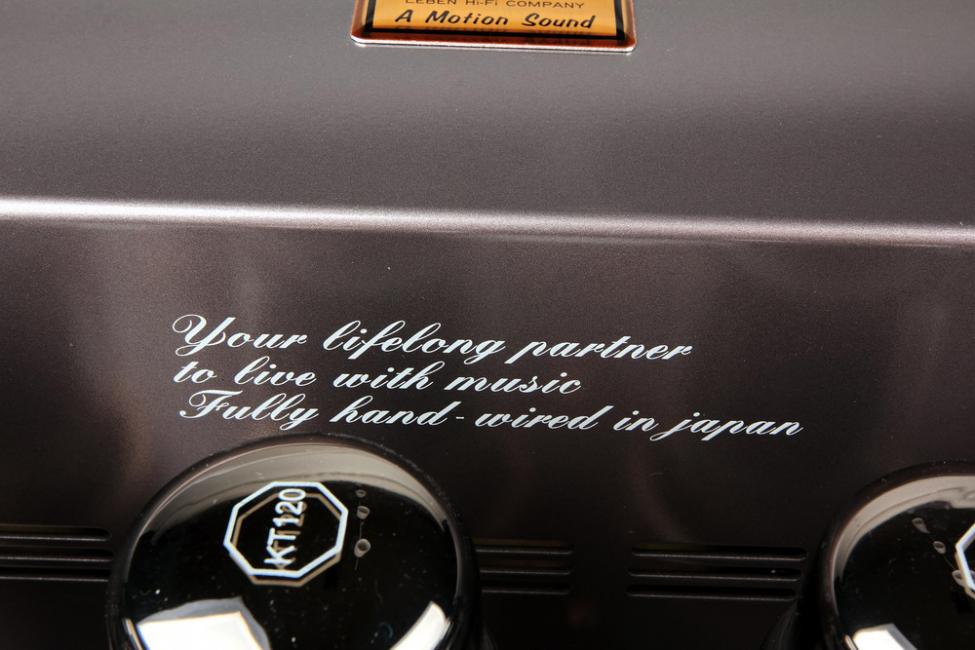 LEBEN Hi-Fi COMPANY
A Motion Sound
Your lifelong partner
to live with music
Fully hand-wired in japan
KT120